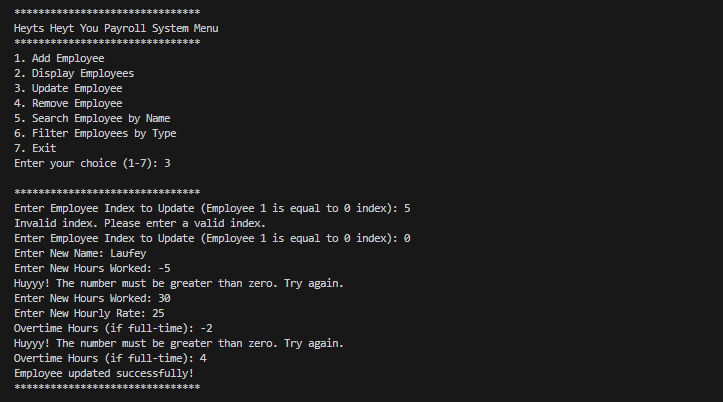 *******************************
Heyts Heyt You Payroll System Menu
*******************************
1. Add Employee
2. Display Employees
3. Update Employee
4. Remove Employee
5. Search Employee by Name
6. Filter Employees by Type
7. Exit
Enter your choice (1-7): 3
*******************************
Enter Employee Index to Update (Employee 1 is equal to 0 index): 5
Invalid index. Please enter a valid index.
Enter Employee Index to Update (Employee 1 is equal to 0 index): 0
Enter New Name: Laufey
Enter New Hours Worked: -5
Huyyy! The number must be greater than zero. Try again.
Enter New Hours Worked: 30
Enter New Hourly Rate: 25
Overtime Hours (if full-time): -2
Huyyy! The number must be greater than zero. Try again.
Overtime Hours (if full-time): 4
Employee updated successfully!
*******************************